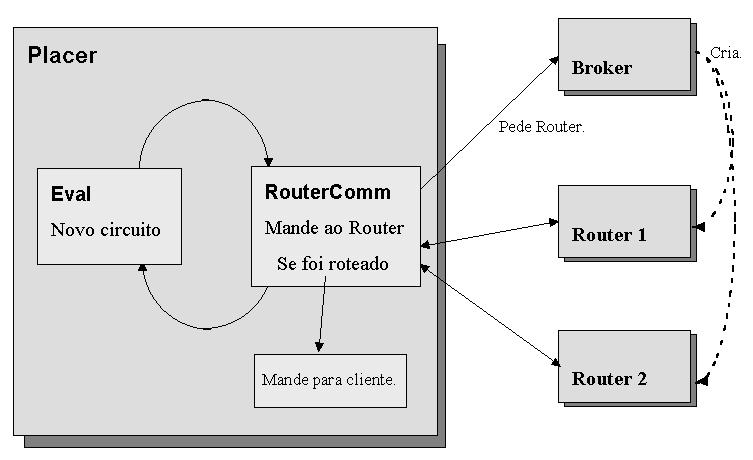 Placer
Eval
Novo circuito
RouterComm
Mande ao Router
Se foi roteado
Mande para cliente.
Pede Router.
Broker
Cria.
Router 1
Router 2